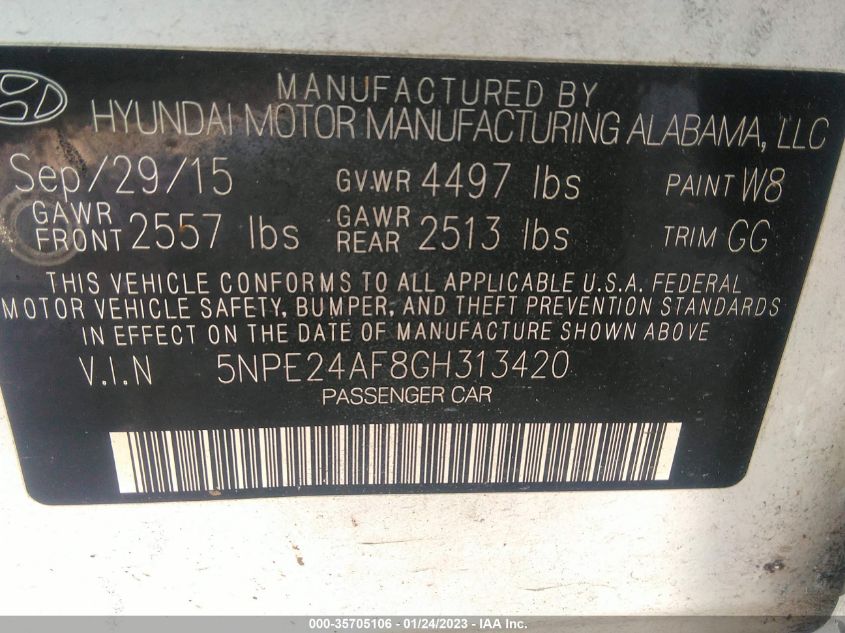 MANUFACTURED BY
HYUNDAI MOTOR MANUFACTURING ALABAMA, LLC
Sep/29/15 GVWR 4497 lbs PAINT W8
GAWR FRONT 2557 lbs GAWR REAR 2513 lbs TRIM GG
THIS VEHICLE CONFORMS TO ALL APPLICABLE U.S.A. FEDERAL
MOTOR VEHICLE SAFETY, BUMPER, AND THEFT PREVENTION STANDARDS
IN EFFECT ON THE DATE OF MANUFACTURE SHOWN ABOVE
V.I.N 5NPE24AF8GH313420
PASSENGER CAR
000-35705106 - 01/24/2023 - IAA Inc.